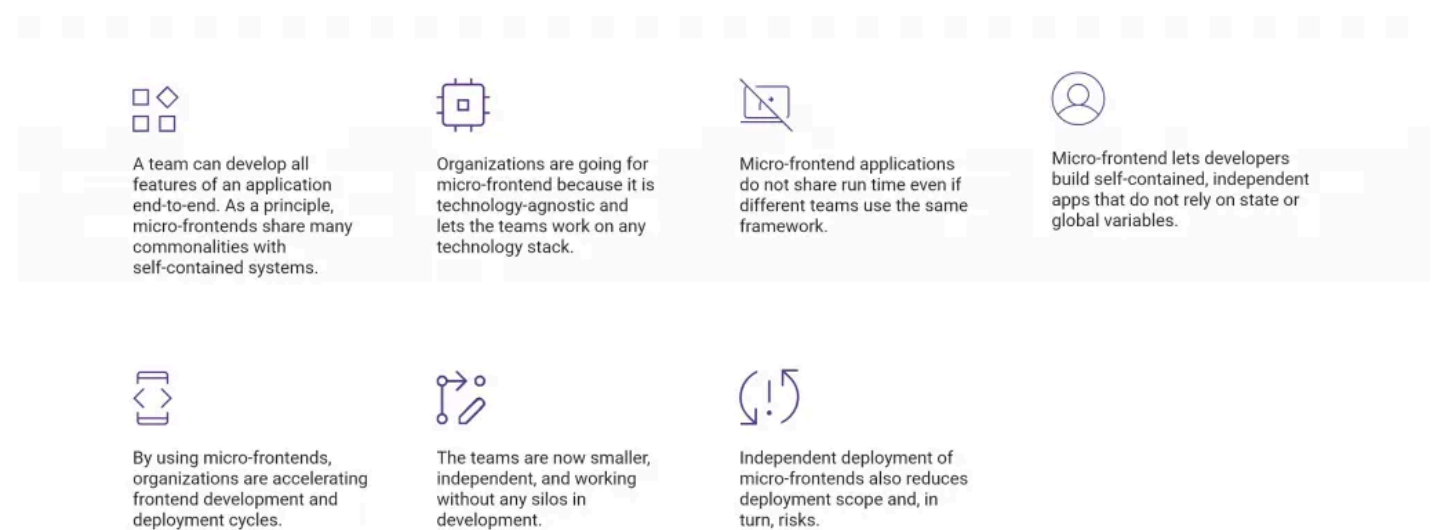 A team can develop all
features of an application
end-to-end. As a principle,
micro-frontends share many
commonalities with
self-contained systems.
Organizations are going for
micro-frontend because it is
technology-agnostic and
lets the teams work on any
technology stack.
Micro-frontend applications
do not share run time even if
different teams use the same
framework.
Micro-frontend lets developers
build self-contained, independent
apps that do not rely on state or
global variables.
By using micro-frontends,
organizations are accelerating
frontend development and
deployment cycles.
The teams are now smaller,
independent, and working
without any silos in
development.
Independent deployment of
micro-frontends also reduces
deployment scope and, in
turn, risks.